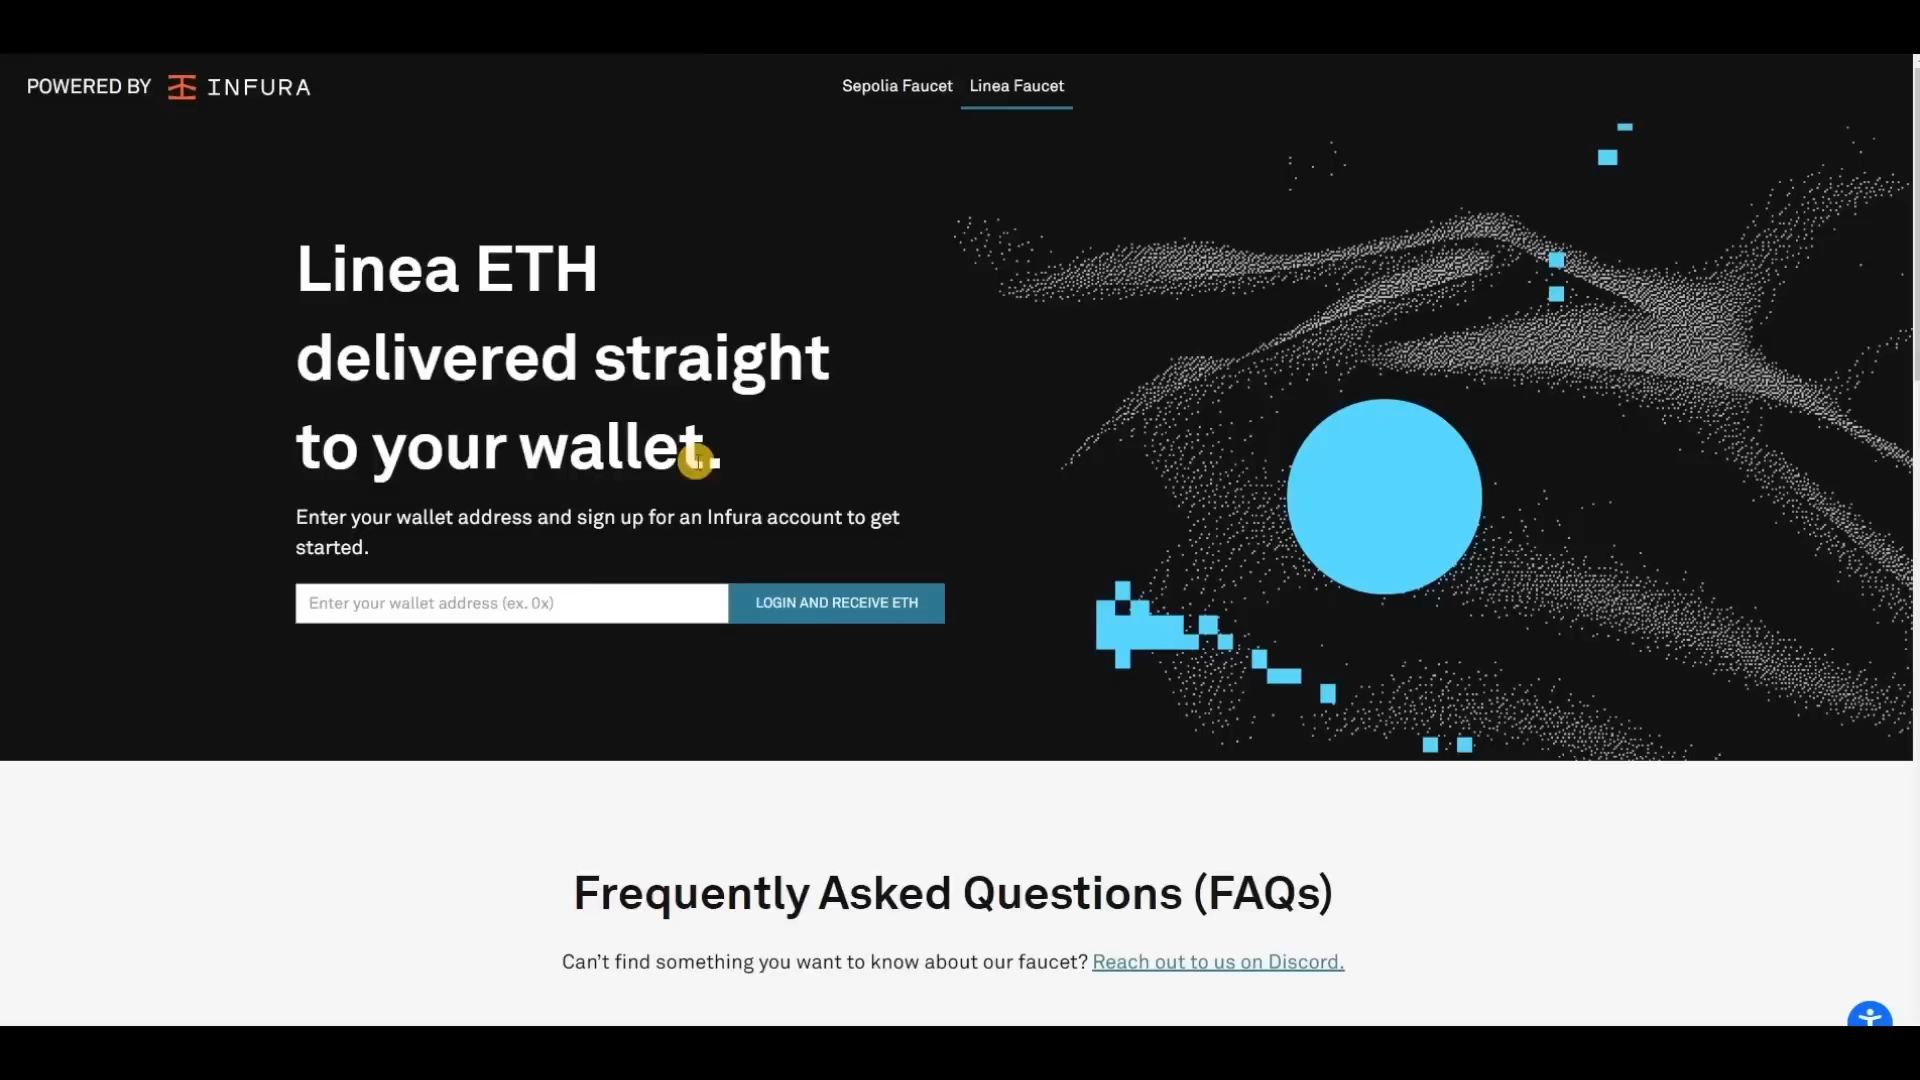 POWERED BY INFURA
Sepolia Faucet Linea Faucet
Linea ETH
delivered straight
to your wallet.
Enter your wallet address and sign up for an Infura account to get
started.
Enter your wallet address (ex. 0x) LOGIN AND RECEIVE ETH
Frequently Asked Questions (FAQs)
Can’t find something you want to know about our faucet? Reach out to us on Discord.